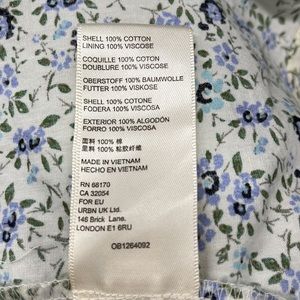 SHELL 100% COTTON
LINING 100% VISCOSE
COQUILLE 100% COTON
DOUBLURE 100% VISCOSE
OBERSTOFF 100% BAUMWOLLE
FUTTER 100% VISKOSE
SHELL 100% COTONE
FODERA 100% VISCOSA
EXTERIOR 100% ALGODÓN
FORRO 100% VISCOSA
面料 100% 棉
里料 100% 粘胶纤维
MADE IN VIETNAM
HECHO EN VIETNAM
RN 66170
CA 32054
FOR EU
URBN UK Ltd.
146 Brick Lane.
LONDON E1 6RU
OB1264092